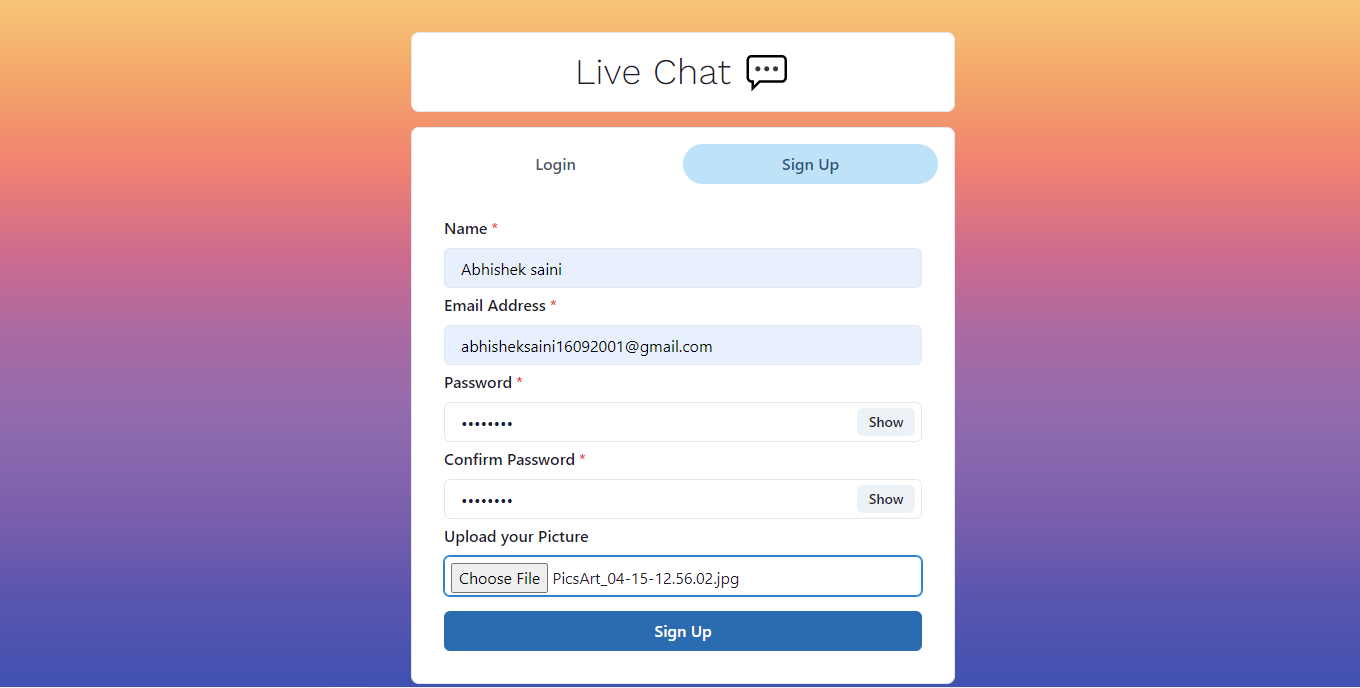 Live Chat
Login Sign Up
Name *
Abhishek saini
Email Address *
abhisheksaini16092001@gmail.com
Password *
•••••••• Show
Confirm Password *
•••••••• Show
Upload your Picture
Choose File PicsArt_04-15-12.56.02.jpg
Sign Up